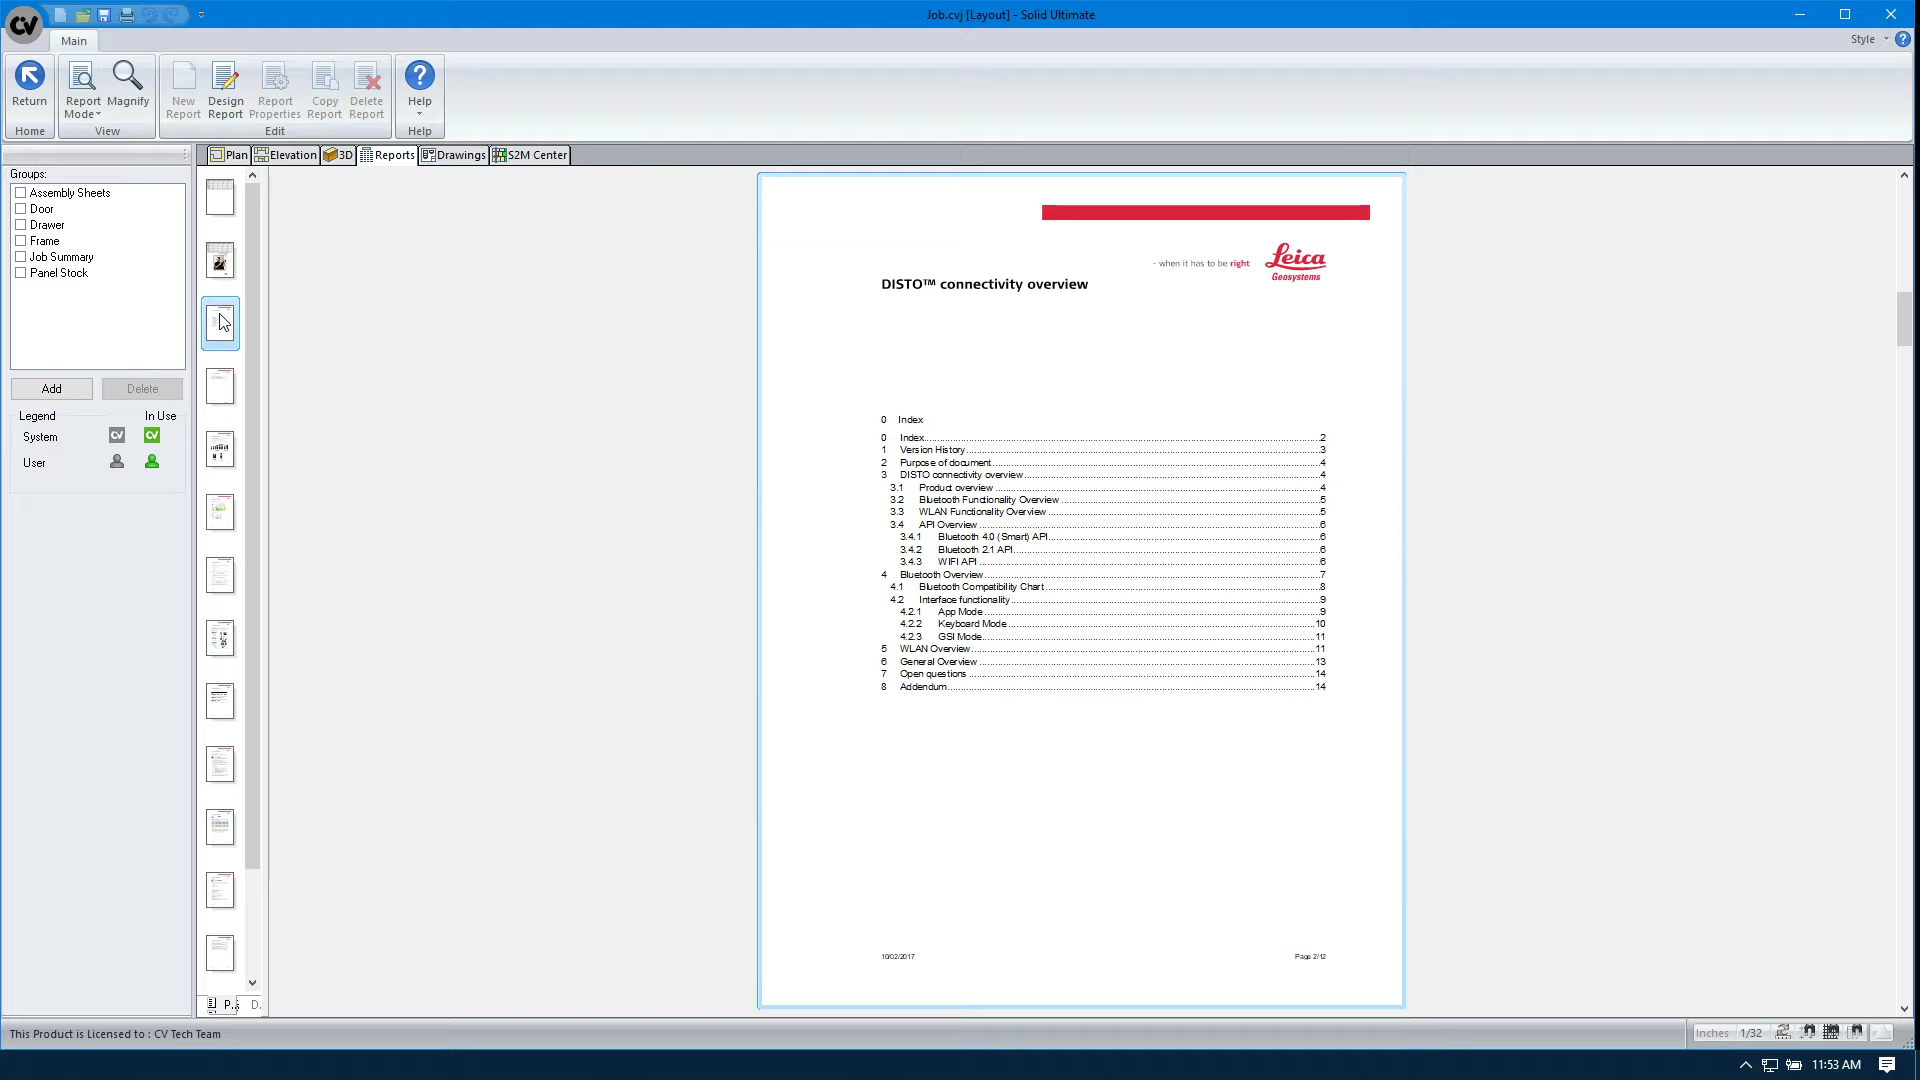 CV
Job.cvj [Layout] - Solid Ultimate
Main
Style
Return
Report Mode
Magnify
New Report
Design Report
Report Properties
Copy Report
Delete Report
Help
Home
View
Edit
Help
Plan
Elevation
3D
Reports
Drawings
S2M Center
Groups:
Assembly Sheets
Door
Drawer
Frame
Job Summary
Panel Stock
Add
Delete
Legend
In Use
System
CV
CV
User
- when it has to be right
Leica
Geosystems
DISTO™ connectivity overview
0 Index
0 Index 2
1 Version History 3
2 Purpose of document 4
3 DISTO connectivity overview 4
3.1 Product overview 4
3.2 Bluetooth Functionality Overview 5
3.3 WLAN Functionality Overview 5
3.4 API Overview 6
3.4.1 Bluetooth 4.0 (Smart) API 6
3.4.2 Bluetooth 2.1 API 6
3.4.3 WIFI API 6
4 Bluetooth Overview 7
4.1 Bluetooth Compatibility Chart 8
4.2 Interface functionality 9
4.2.1 App Mode 9
4.2.2 Keyboard Mode 10
4.2.3 GSI Mode 11
5 WLAN Overview 11
6 General Overview 13
7 Open questions 14
8 Addendum 14
10/02/2017
Page 2/12
P..
D.
This Product is Licensed to : CV Tech Team
Inches
1/32
11:53 AM